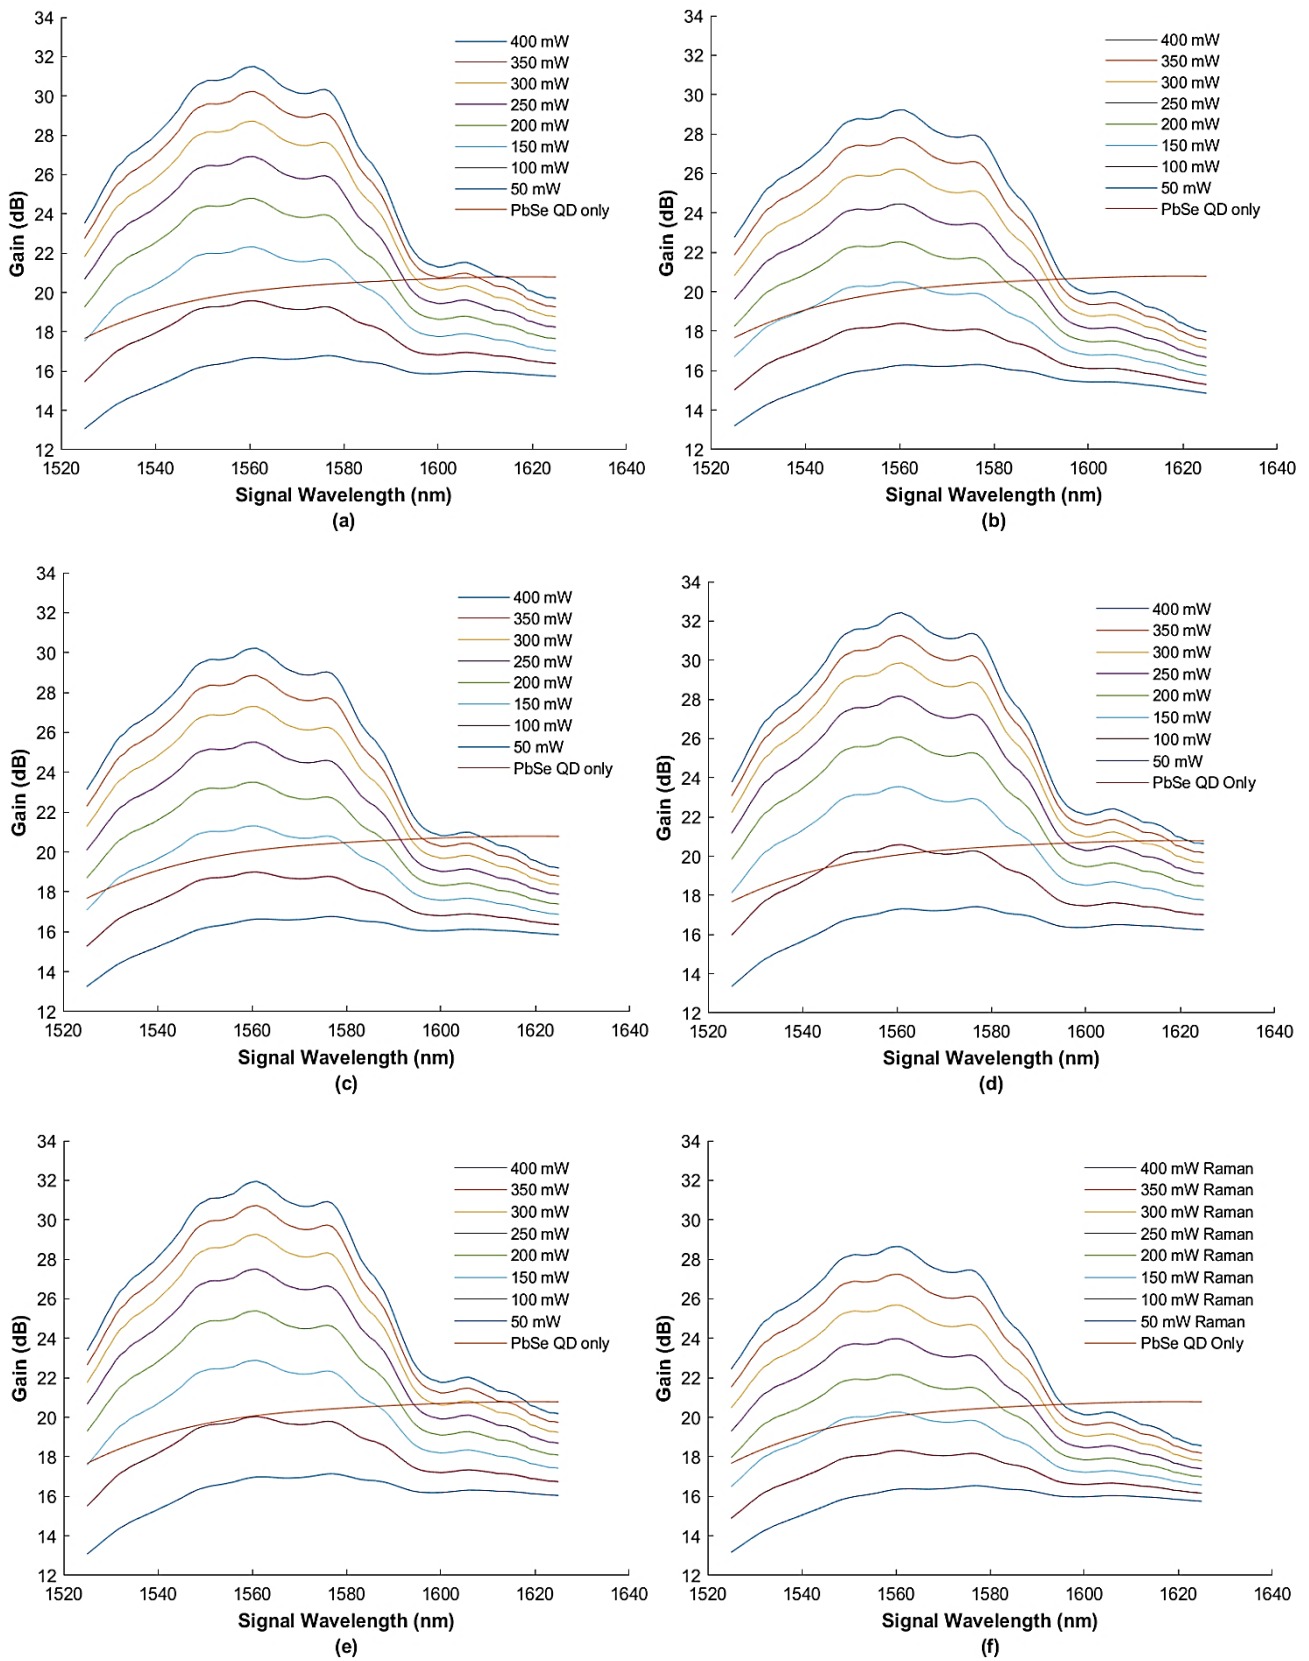 34
32
30
28
26
24
22
20
18
16
14
12
Gain (dB)
400 mW
350 mW
300 mW
250 mW
200 mW
150 mW
100 mW
50 mW
PbSe QD only
1520 1540 1560 1580 1600 1620 1640
Signal Wavelength (nm)
(a)
34
32
30
28
26
24
22
20
18
16
14
12
Gain (dB)
400 mW
350 mW
300 mW
250 mW
200 mW
150 mW
100 mW
50 mW
PbSe QD only
1520 1540 1560 1580 1600 1620 1640
Signal Wavelength (nm)
(b)
34
32
30
28
26
24
22
20
18
16
14
12
Gain (dB)
400 mW
350 mW
300 mW
250 mW
200 mW
150 mW
100 mW
50 mW
PbSe QD only
1520 1540 1560 1580 1600 1620 1640
Signal Wavelength (nm)
(c)
34
32
30
28
26
24
22
20
18
16
14
12
Gain (dB)
400 mW
350 mW
300 mW
250 mW
200 mW
150 mW
100 mW
50 mW
PbSe QD Only
1520 1540 1560 1580 1600 1620 1640
Signal Wavelength (nm)
(d)
34
32
30
28
26
24
22
20
18
16
14
12
Gain (dB)
400 mW
350 mW
300 mW
250 mW
200 mW
150 mW
100 mW
50 mW
PbSe QD only
1520 1540 1560 1580 1600 1620 1640
Signal Wavelength (nm)
(e)
34
32
30
28
26
24
22
20
18
16
14
12
Gain (dB)
400 mW Raman
350 mW Raman
300 mW Raman
250 mW Raman
200 mW Raman
150 mW Raman
100 mW Raman
50 mW Raman
PbSe QD Only
1520 1540 1560 1580 1600 1620 1640
Signal Wavelength (nm)
(f)